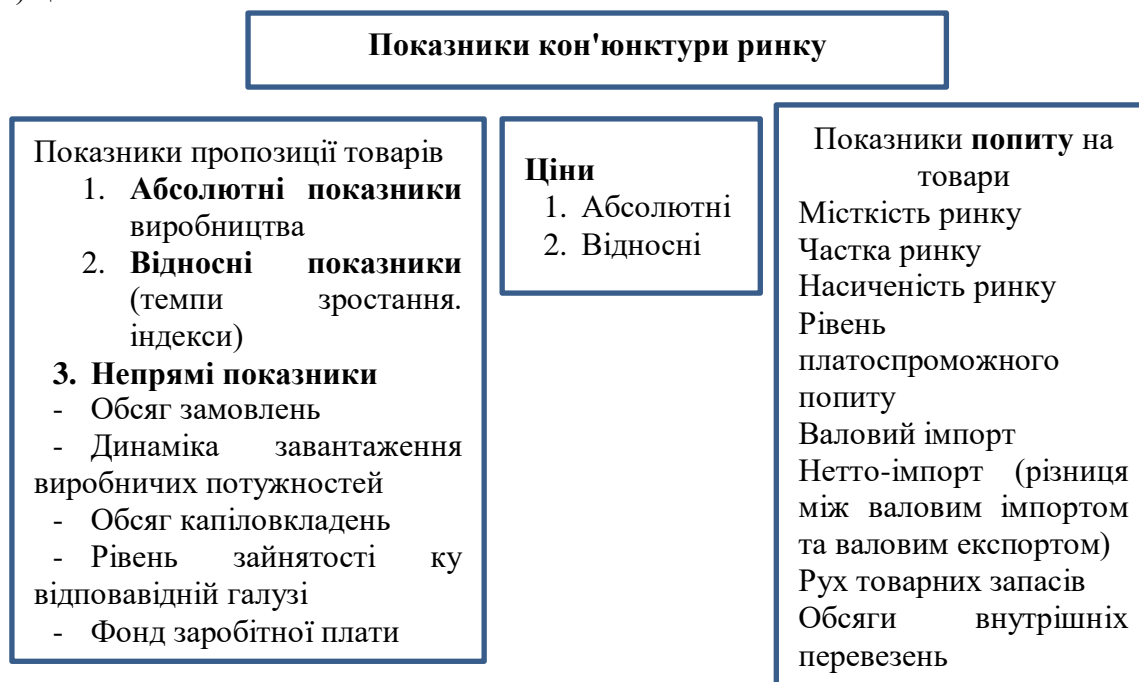 Показники кон'юнктури ринку
Показники пропозиції товарів
1. Абсолютні показники
виробництва
2. Відносні показники
(темпи зростання.
індекси)
3. Непрямі показники
- Обсяг замовлень
- Динаміка завантаження
виробничих потужностей
- Обсяг капіловкладень
- Рівень зайнятості ку
відповавідній галузі
- Фонд заробітної плати
Ціни
1. Абсолютні
2. Відносні
Показники попиту на
товари
Місткість ринку
Частка ринку
Насиченість ринку
Рівень
платоспроможного
попиту
Валовий імпорт
Нетто-імпорт (різниця
між валовим імпортом
та валовим експортом)
Рух товарних запасів
Обсяги внутрішніх
перевезень